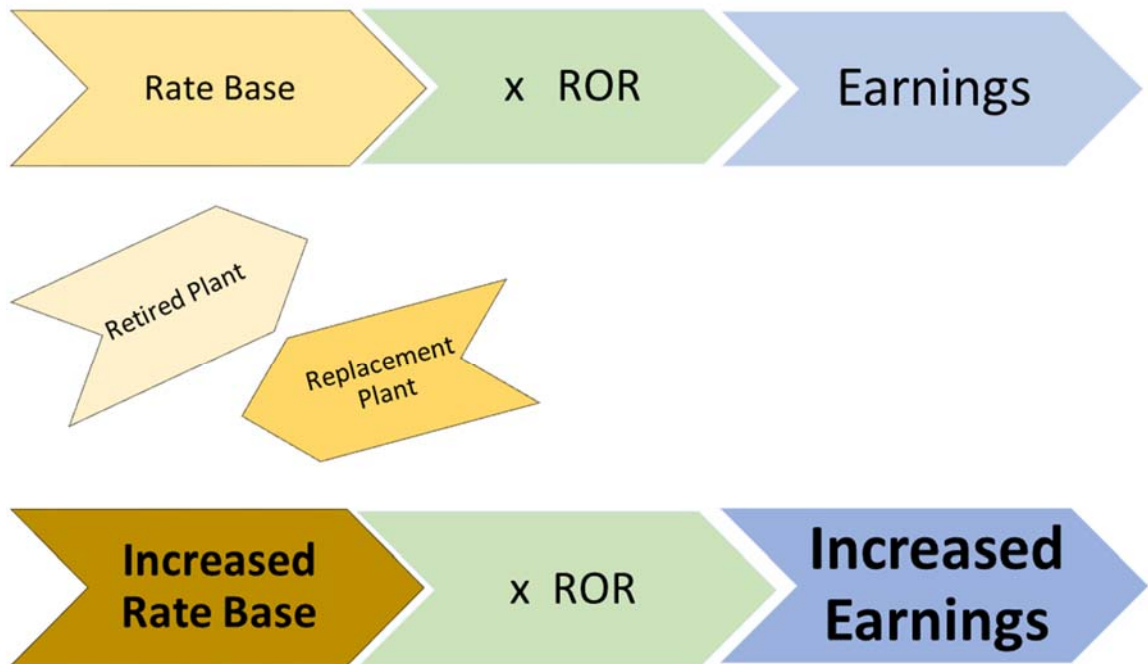 Rate Base
x ROR
Earnings
Retired Plant
Replacement
Plant
Increased
Rate Base
x ROR
Increased
Earnings